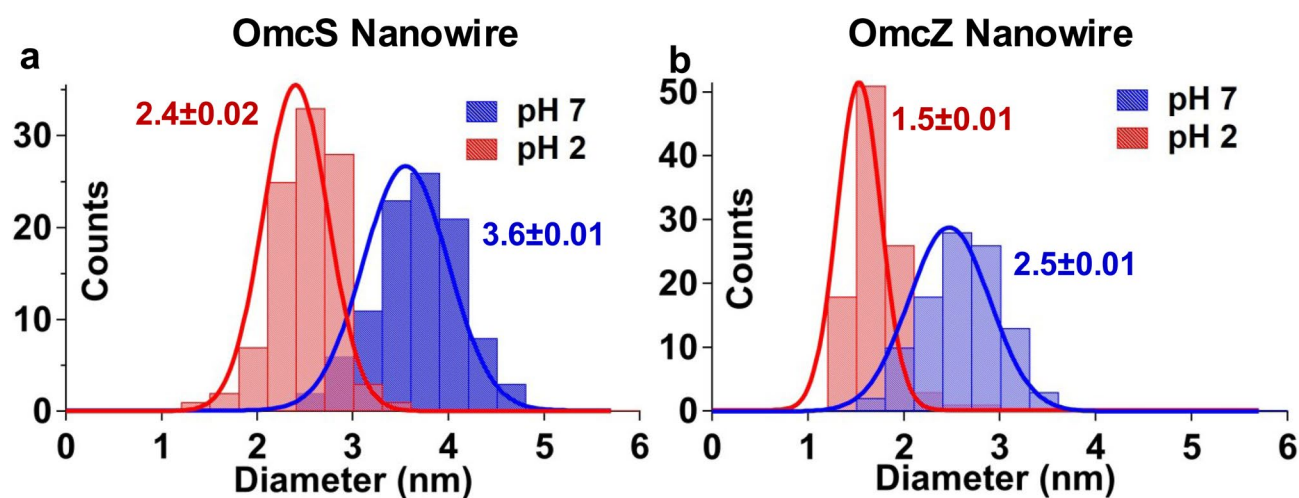 OmcS Nanowire
a
2.4±0.02
pH 7
pH 2
3.6±0.01
Counts
30
20
10
0
0 1 2 3 4 5 6
Diameter (nm)
OmcZ Nanowire
b
1.5±0.01
pH 7
pH 2
2.5±0.01
Counts
50
40
30
20
10
0
0 1 2 3 4 5 6
Diameter (nm)